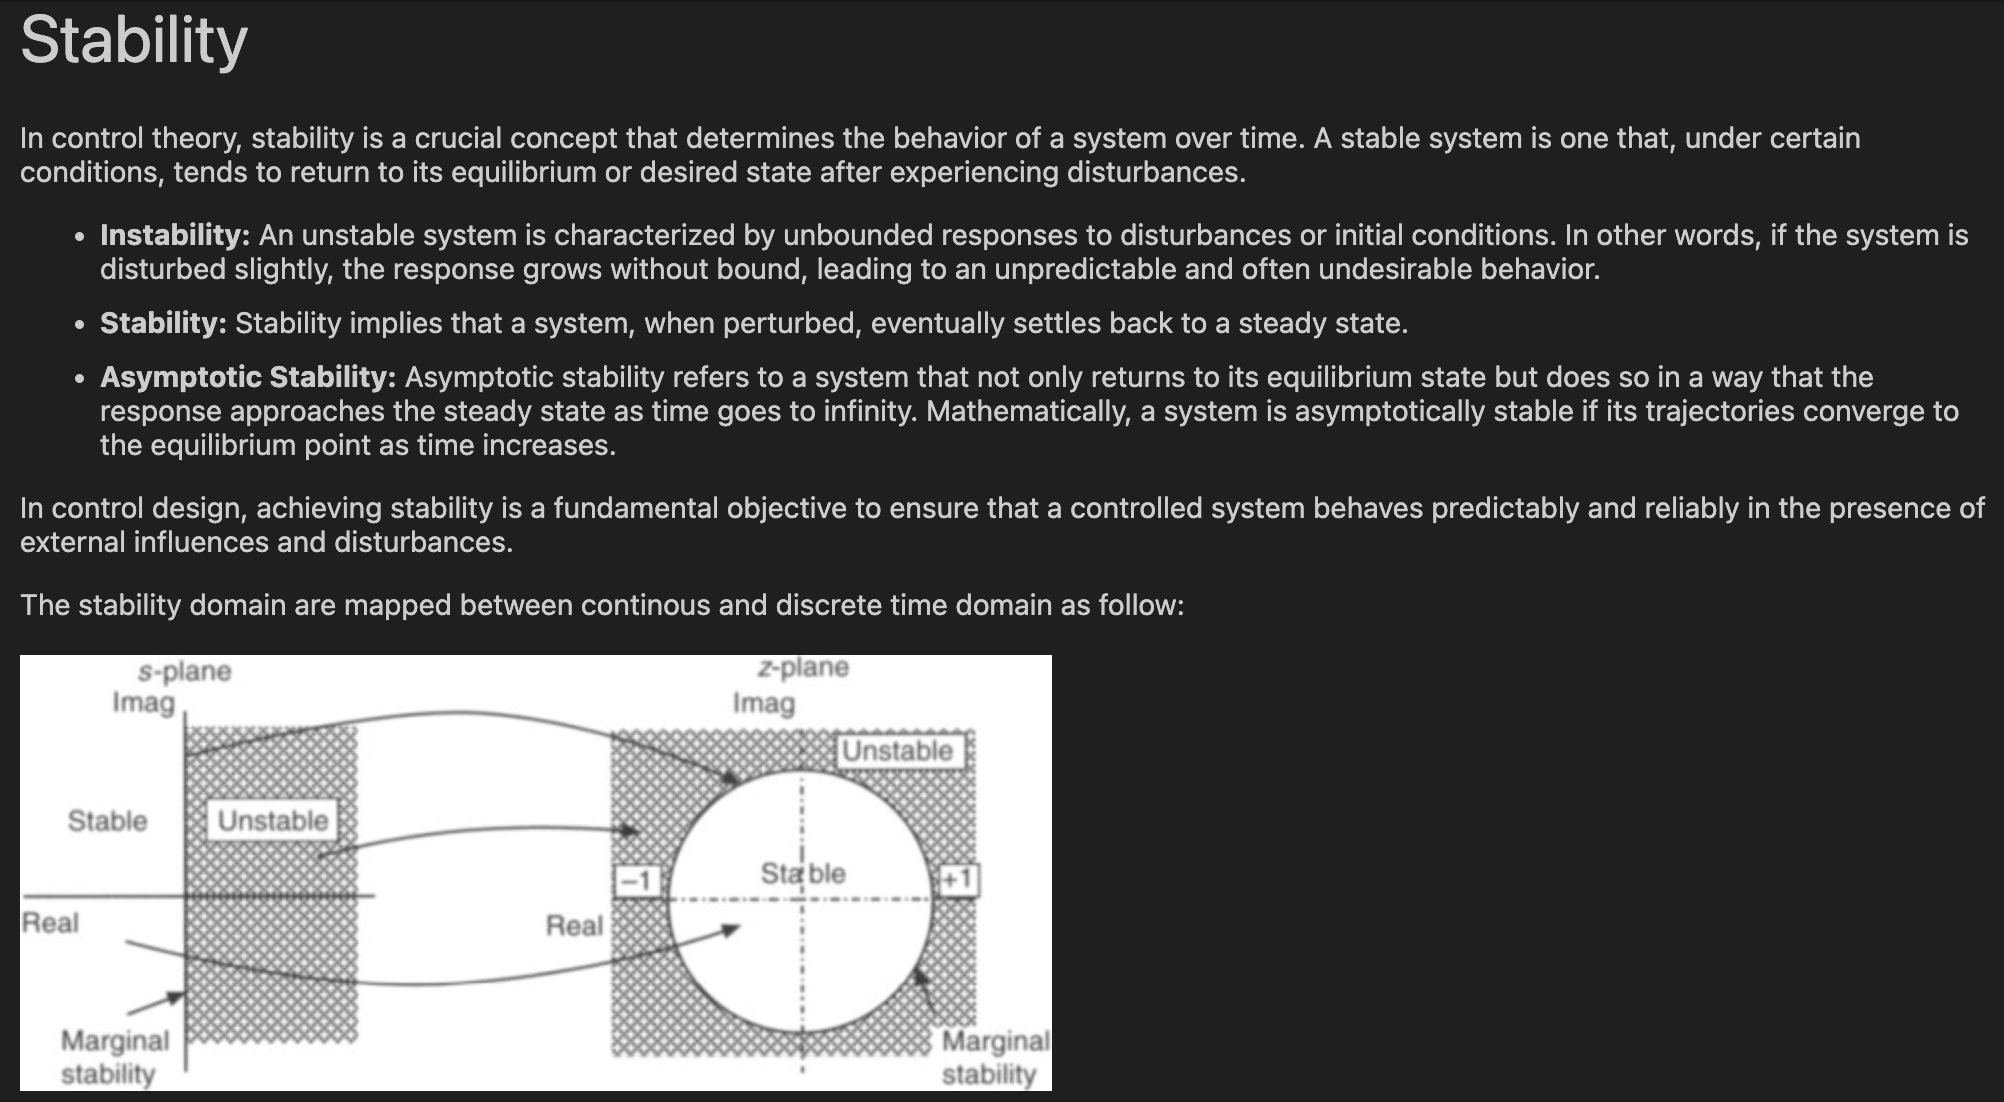 Stability
In control theory, stability is a crucial concept that determines the behavior of a system over time. A stable system is one that, under certain
conditions, tends to return to its equilibrium or desired state after experiencing disturbances.
• Instability: An unstable system is characterized by unbounded responses to disturbances or initial conditions. In other words, if the system is
disturbed slightly, the response grows without bound, leading to an unpredictable and often undesirable behavior.
• Stability: Stability implies that a system, when perturbed, eventually settles back to a steady state.
• Asymptotic Stability: Asymptotic stability refers to a system that not only returns to its equilibrium state but does so in a way that the
response approaches the steady state as time goes to infinity. Mathematically, a system is asymptotically stable if its trajectories converge to
the equilibrium point as time increases.
In control design, achieving stability is a fundamental objective to ensure that a controlled system behaves predictably and reliably in the presence of
external influences and disturbances.
The stability domain are mapped between continous and discrete time domain as follow:
s-plane
Imag
Stable
Unstable
Real
Marginal
stability
z-plane
Imag
Unstable
−1
Stable
+1
Real
Marginal
stability